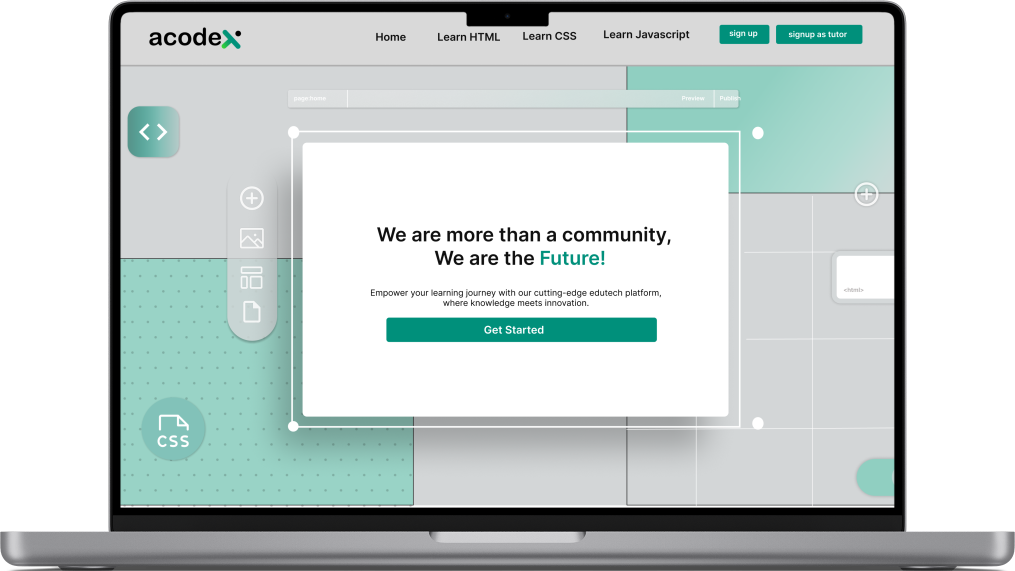 acodex
Home
Learn HTML
Learn CSS
Learn Javascript
sign up
signup as tutor
page/home
Preview
Publish
We are more than a community,
We are the Future!
Empower your learning journey with our cutting-edge edutech platform,
where knowledge meets innovation.
Get Started
<html>
CSS